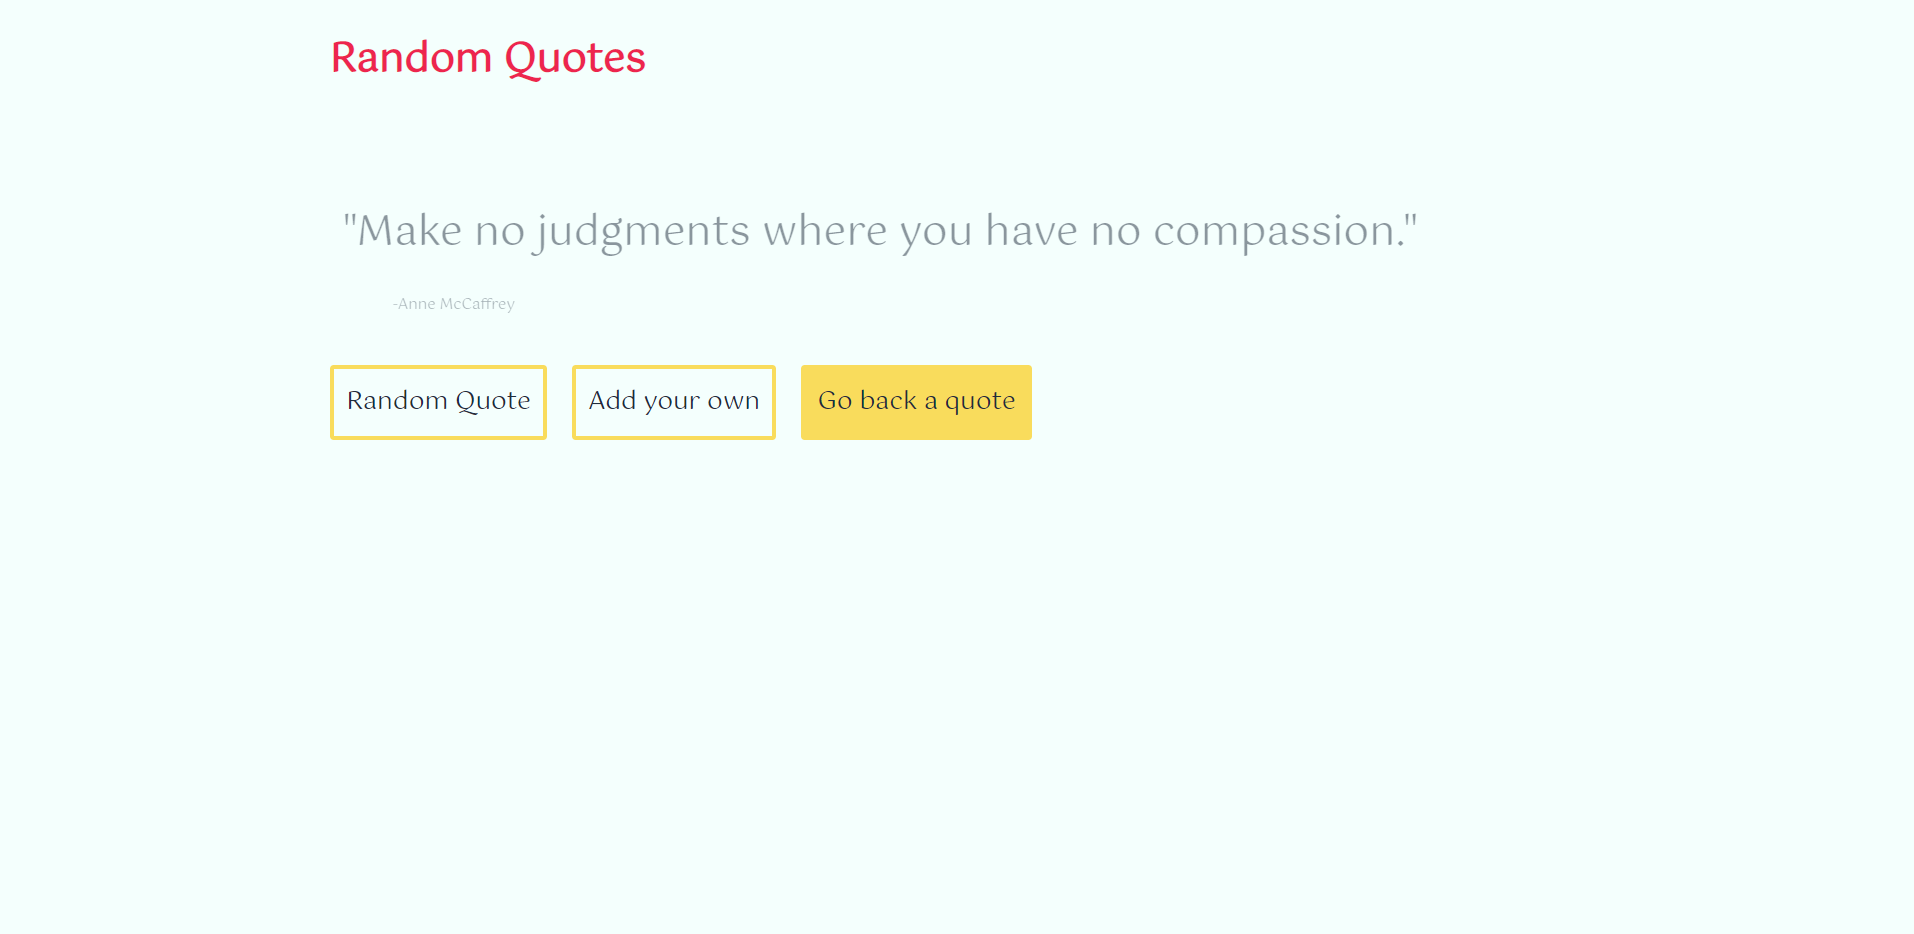 Random Quotes
"Make no judgments where you have no compassion."
-Anne McCaffrey
Random Quote
Add your own
Go back a quote